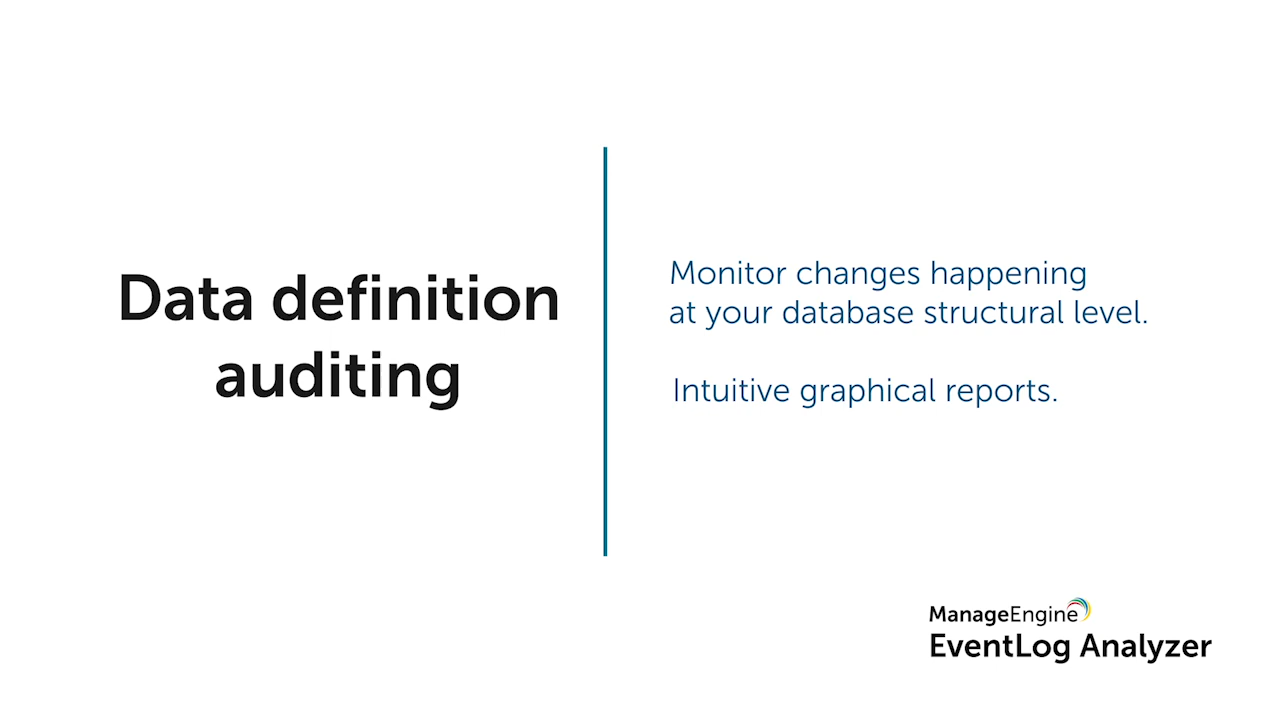 Data definition
auditing
Monitor changes happening
at your database structural level.
Intuitive graphical reports.
ManageEngine
EventLog Analyzer